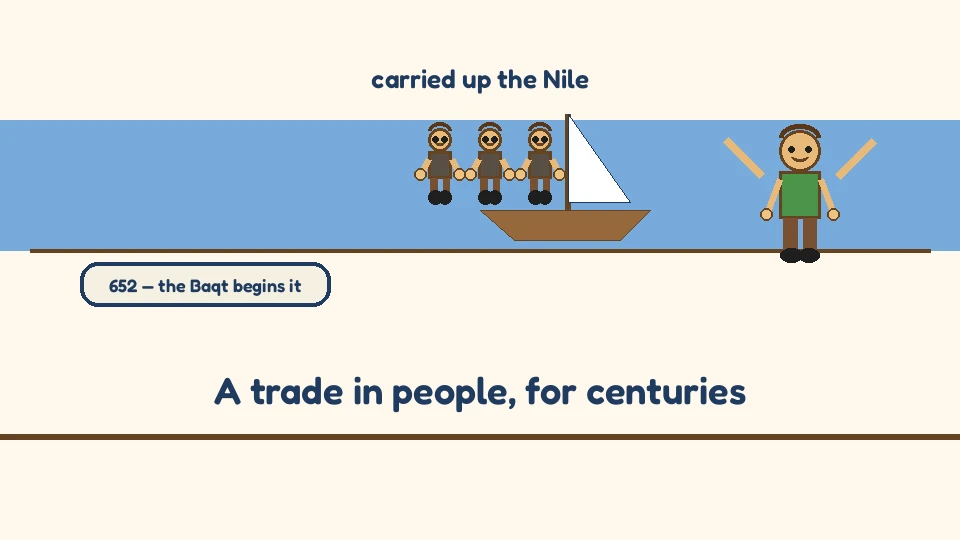 carried up the Nile
652 — the Baqt begins it
A trade in people, for centuries